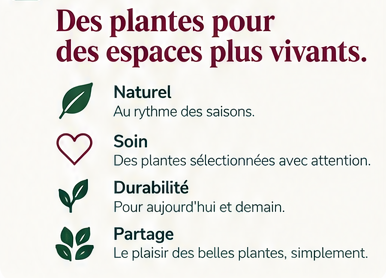 Des plantes pour
des espaces plus vivants.
Naturel
Au rythme des saisons.
Soin
Des plantes sélectionnées avec attention.
Durabilité
Pour aujourd'hui et demain.
Partage
Le plaisir des belles plantes, simplement.